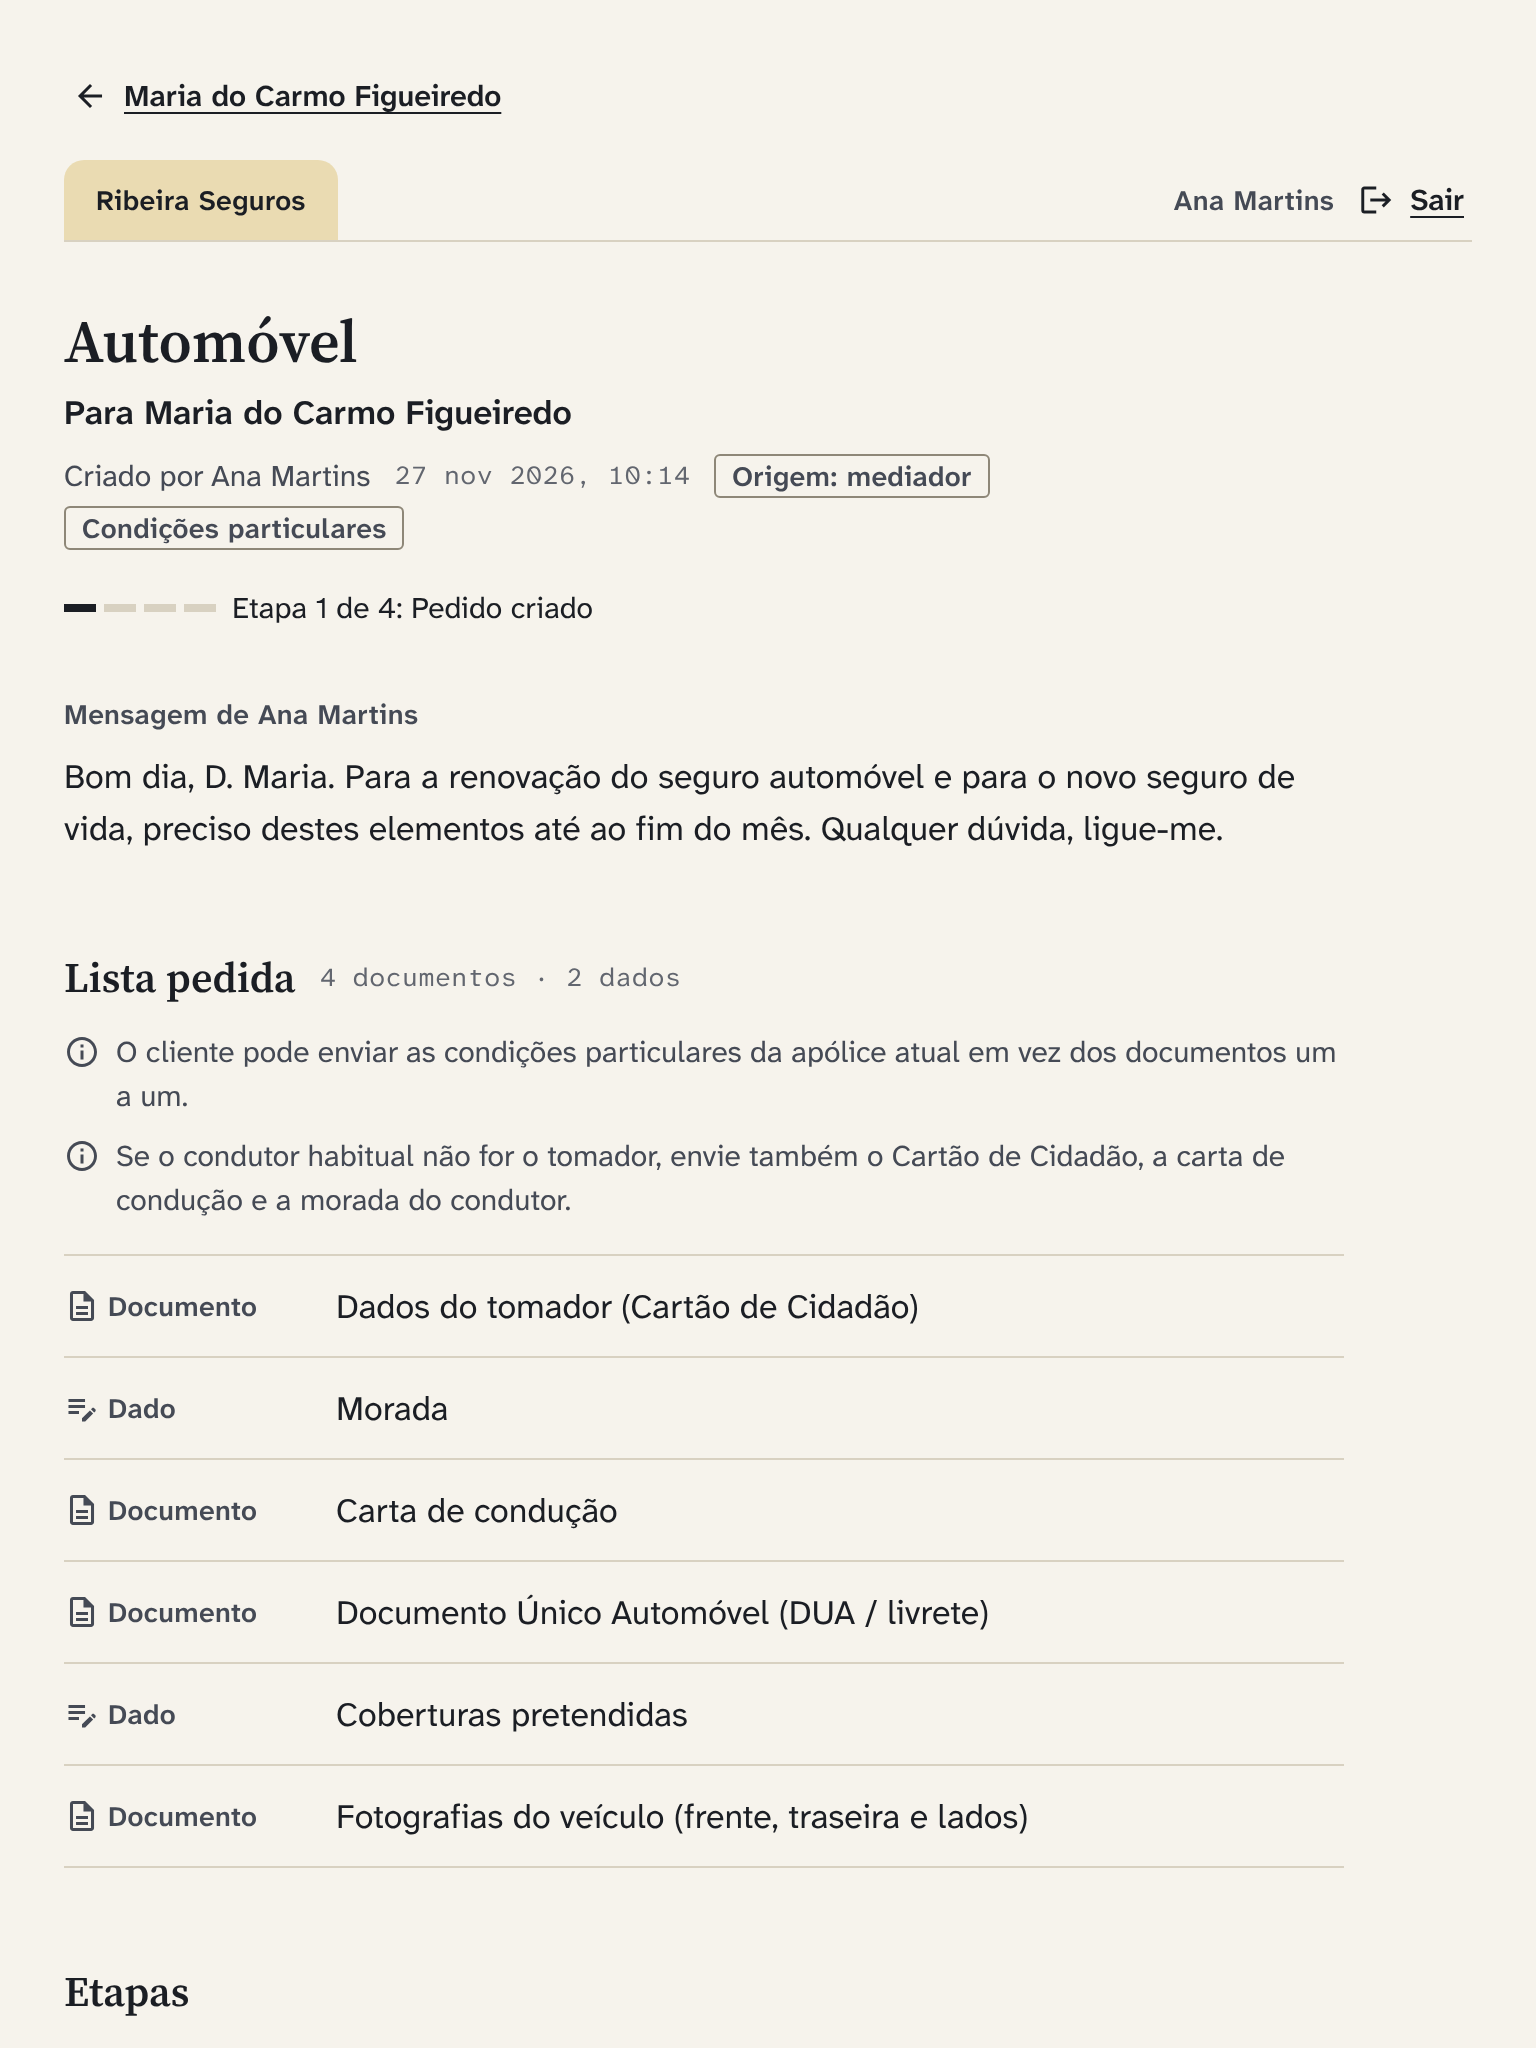 Maria do Carmo Figueiredo
Ribeira Seguros
Ana Martins Sair
Automóvel
Para Maria do Carmo Figueiredo
Criado por Ana Martins 27 nov 2026, 10:14 Origem: mediador
Condições particulares
Etapa 1 de 4: Pedido criado
Mensagem de Ana Martins
Bom dia, D. Maria. Para a renovação do seguro automóvel e para o novo seguro de
vida, preciso destes elementos até ao fim do mês. Qualquer dúvida, ligue-me.
Lista pedida 4 documentos · 2 dados
O cliente pode enviar as condições particulares da apólice atual em vez dos documentos um
a um.
Se o condutor habitual não for o tomador, envie também o Cartão de Cidadão, a carta de
condução e a morada do condutor.
Documento Dados do tomador (Cartão de Cidadão)
Dado Morada
Documento Carta de condução
Documento Documento Único Automóvel (DUA / livrete)
Dado Coberturas pretendidas
Documento Fotografias do veículo (frente, traseira e lados)
Etapas